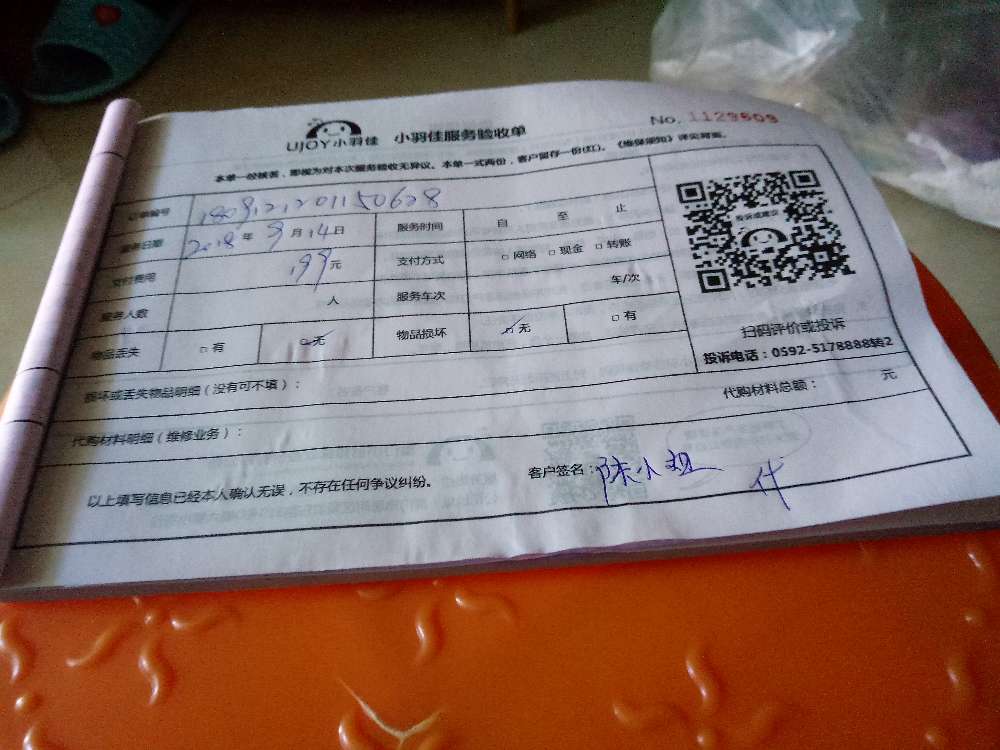 UJOY小羽佳 小羽佳服务验收单 No. 1129609
本单一经核查，即视为对本次服务验收无异议。本单一式两份，客户留存一份(红)。《维保须知》详见背面。
订单编号 1809121201150628
服务日期 2018年9月14日 服务时间 自 至 止
支付费用 199元 支付方式 □网络 □现金 □转账
服务人数 人 服务车次 车/次
物品丢失 □有 □无 物品损坏 □无 □有
投诉或建议
扫码评价或投诉
投诉电话：0592-5178888转2
损坏或丢失物品明细（没有可不填）：
代购材料明细（维修业务）： 代购材料总额： 元
以上填写信息已经本人确认无误，不存在任何争议纠纷。 客户签名：陈小姐 代